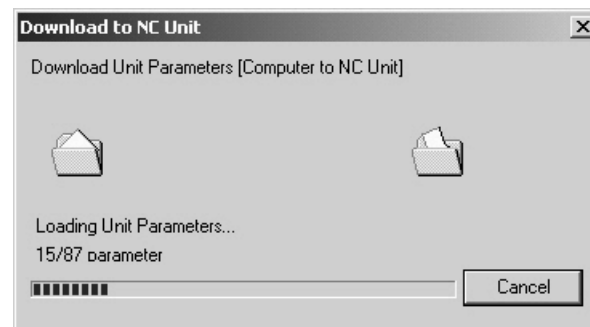 Download to NC Unit
Download Unit Parameters [Computer to NC Unit]
Loading Unit Parameters...
15/87 parameter
Cancel